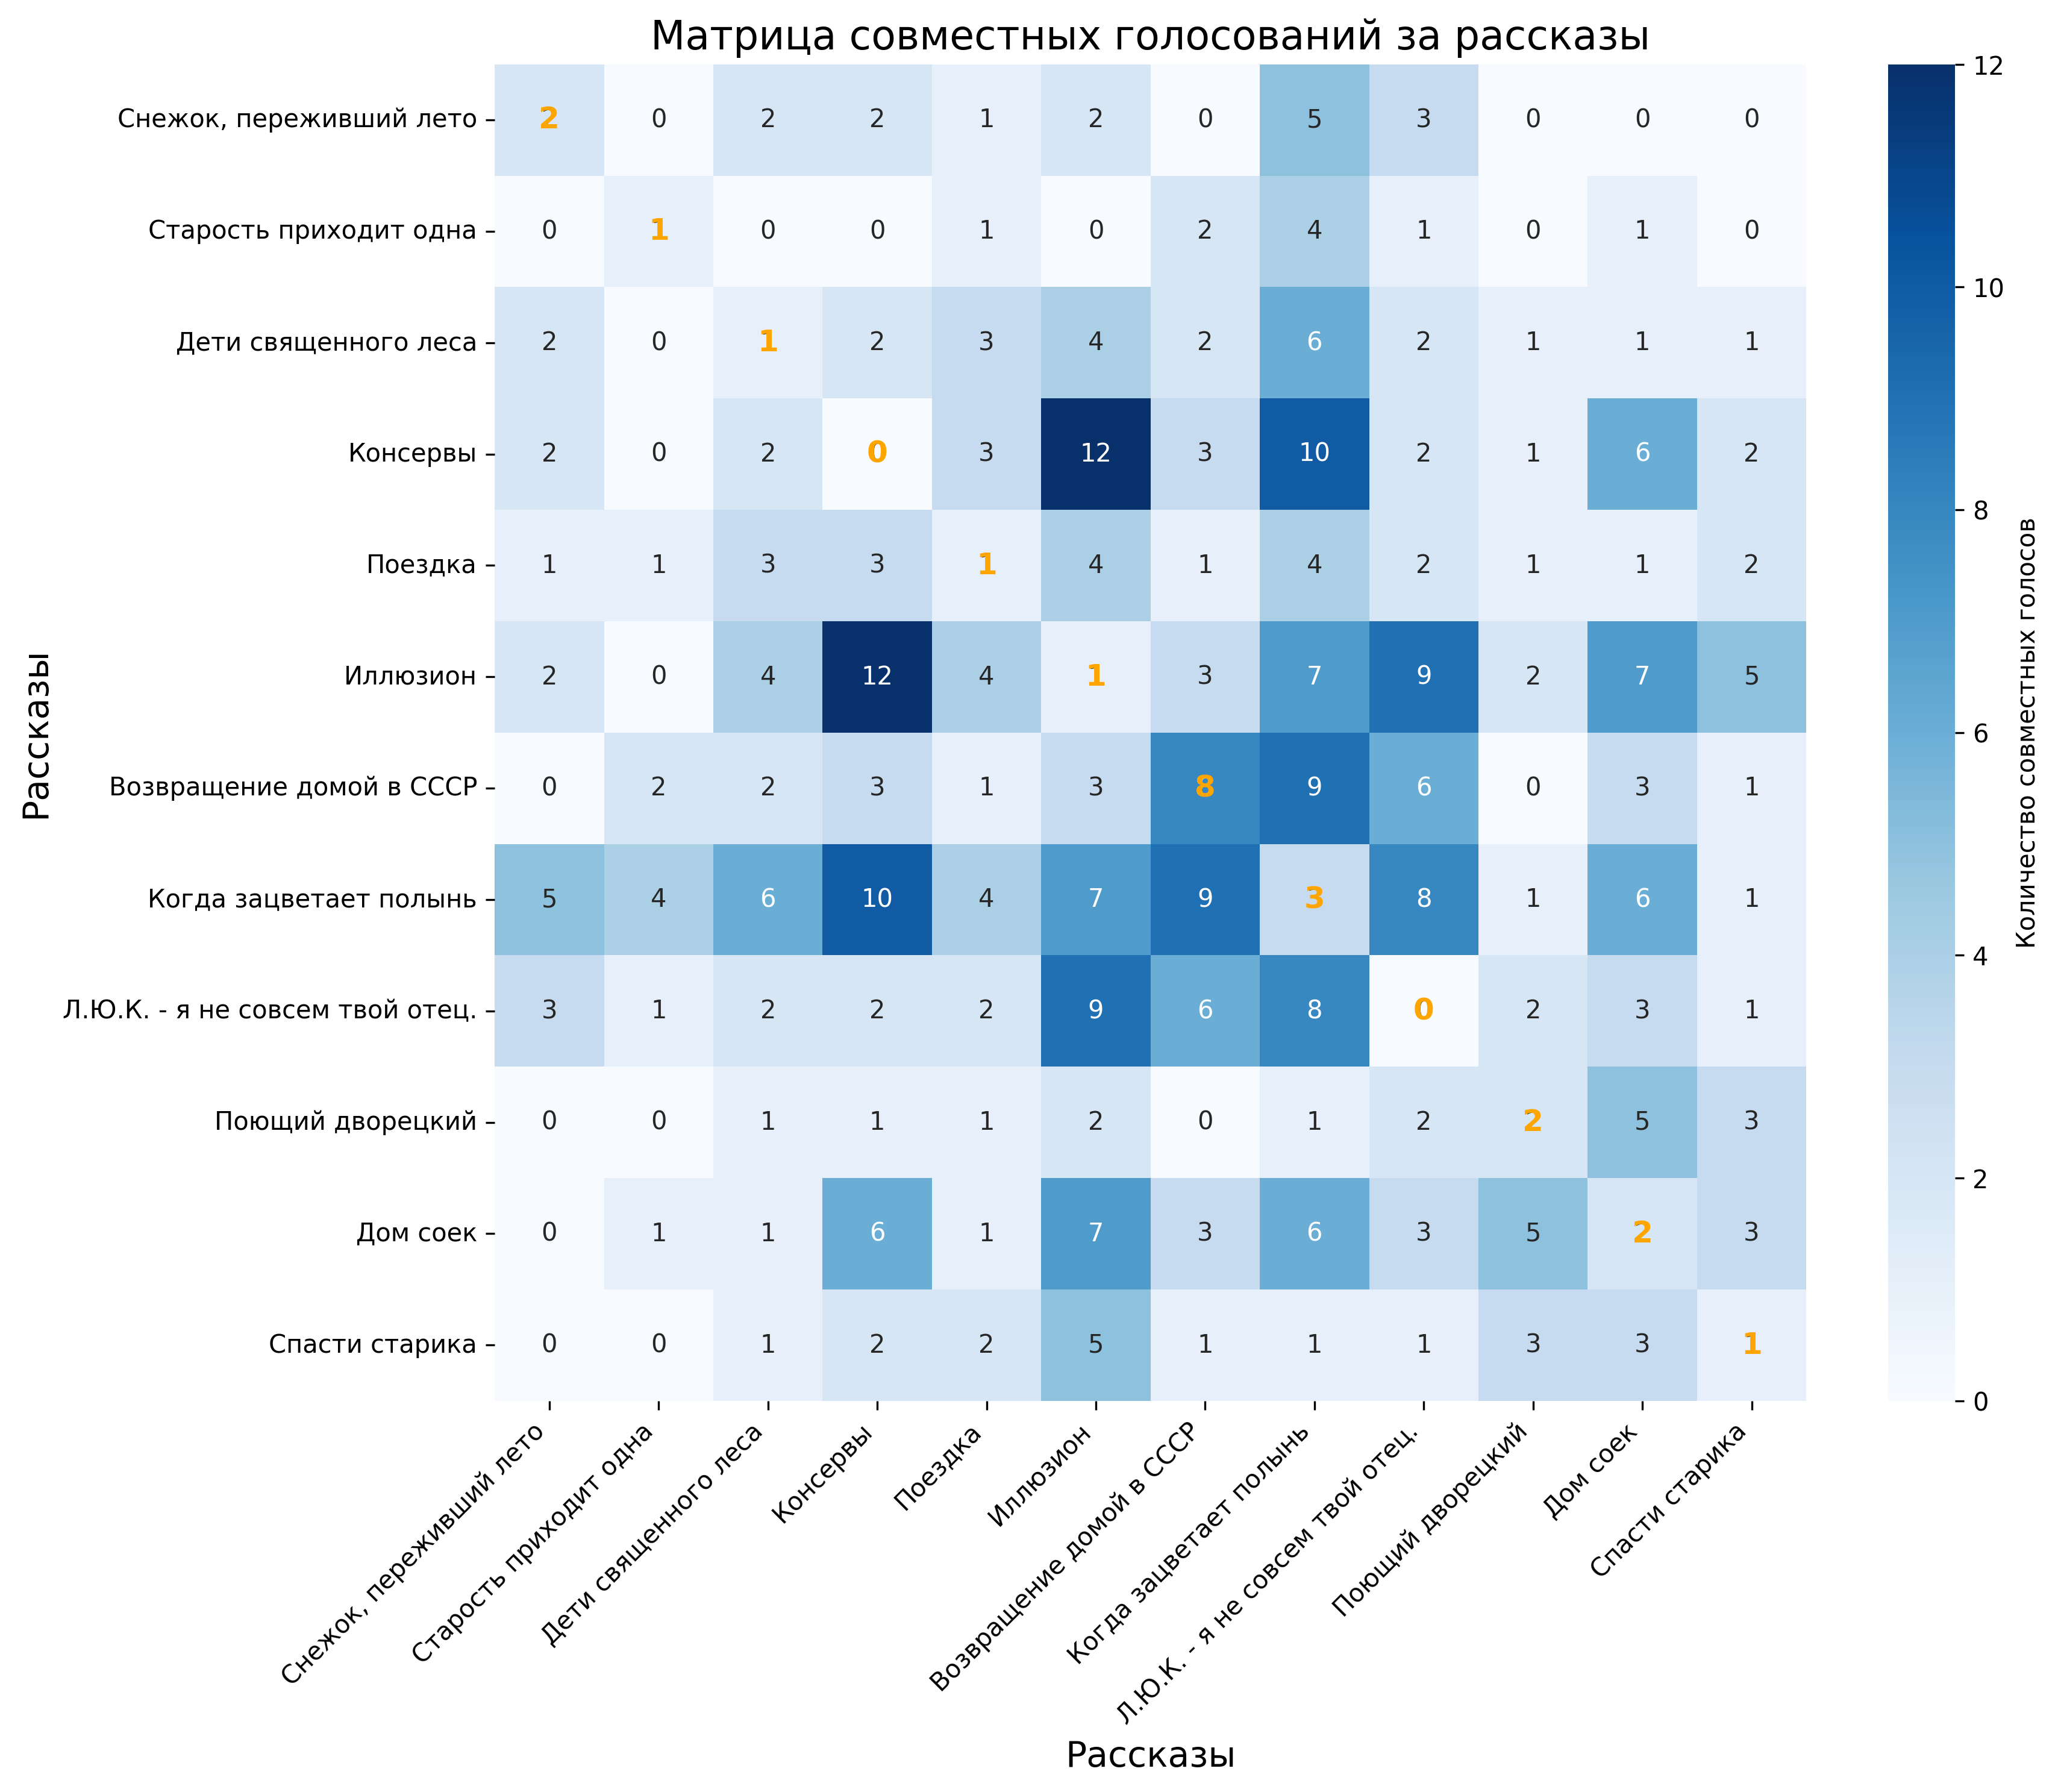 Матрица совместных голосований за рассказы
Снежок, переживший лето 2 0 2 2 1 2 0 5 3 0 0 0
Старость приходит одна 0 1 0 0 1 0 2 4 1 0 1 0
Дети священного леса 2 0 1 2 3 4 2 6 2 1 1 1
Консервы 2 0 2 0 3 12 3 10 2 1 6 2
Поездка 1 1 3 3 1 4 1 4 2 1 1 2
Иллюзион 2 0 4 12 4 1 3 7 9 2 7 5
Возвращение домой в СССР 0 2 2 3 1 3 8 9 6 0 3 1
Когда зацветает полынь 5 4 6 10 4 7 9 3 8 1 6 1
Л.Ю.К. - я не совсем твой отец. 3 1 2 2 2 9 6 8 0 2 3 1
Поющий дворецкий 0 0 1 1 1 2 0 1 2 2 5 3
Дом соек 0 1 1 6 1 7 3 6 3 5 2 3
Спасти старика 0 0 1 2 2 5 1 1 1 3 3 1
Рассказы
Снежок, переживший лето
Старость приходит одна
Дети священного леса
Консервы
Поездка
Иллюзион
Возвращение домой в СССР
Когда зацветает полынь
Л.Ю.К. - я не совсем твой отец.
Поющий дворецкий
Дом соек
Спасти старика
Рассказы
12
10
8
6
4
2
0
Количество совместных голосов